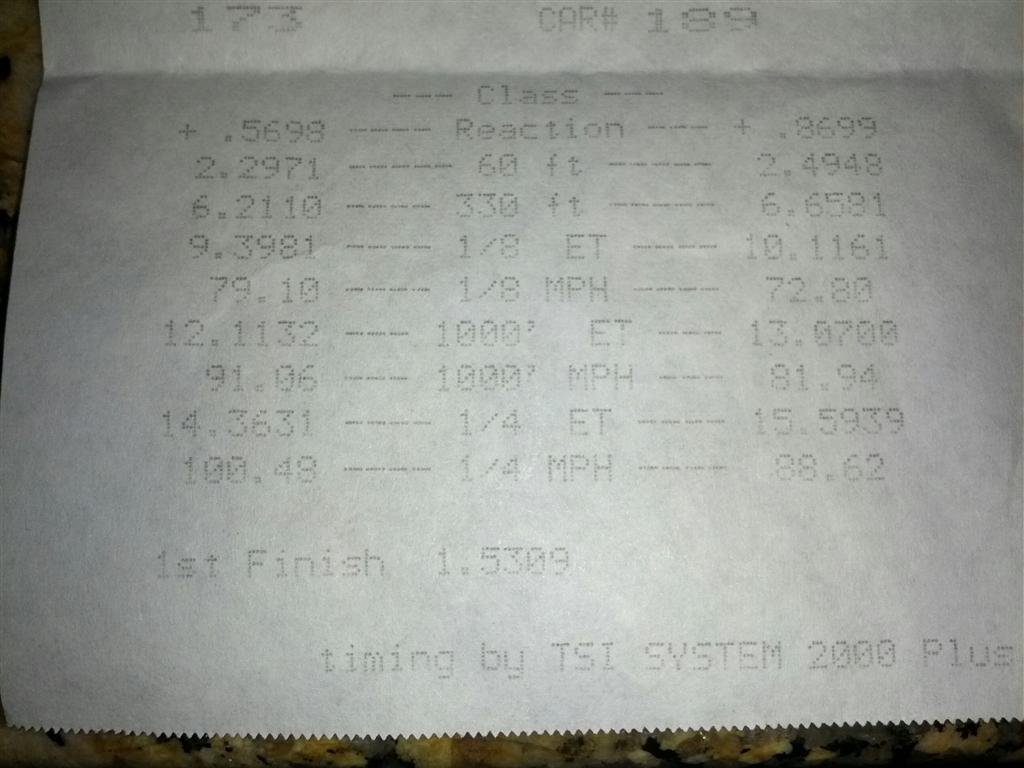 173 CAR# 189
--- Class ---
+ .5698 ----- Reaction --- + .8699
2.2971 ----- 60 ft ----- 2.4948
6.2110 ---- 330 ft ----- 6.6581
9.3981 ---- 1/8 ET ---- 10.1161
79.10 ---- 1/8 MPH ---- 72.80
12.1132 ---- 1000' ET --- 13.0700
91.06 --- 1000' MPH --- 81.94
14.3631 ---- 1/4 ET ---- 15.5939
100.48 ---- 1/4 MPH ---- 88.62
1st Finish 1.5309
timing by TSI SYSTEM 2000 Plus